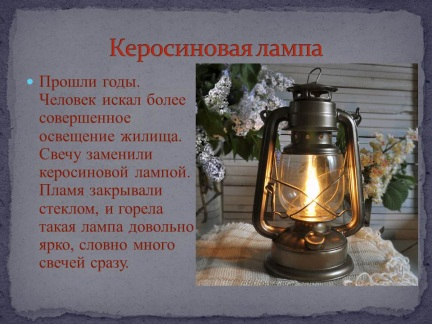 Керосиновая лампа
Прошли годы.
Человек искал более
совершенное
освещение жилища.
Свечу заменили
керосиновой лампой.
Пламя закрывали
стеклом, и горела
такая лампа довольно
ярко, словно много
свечей сразу.